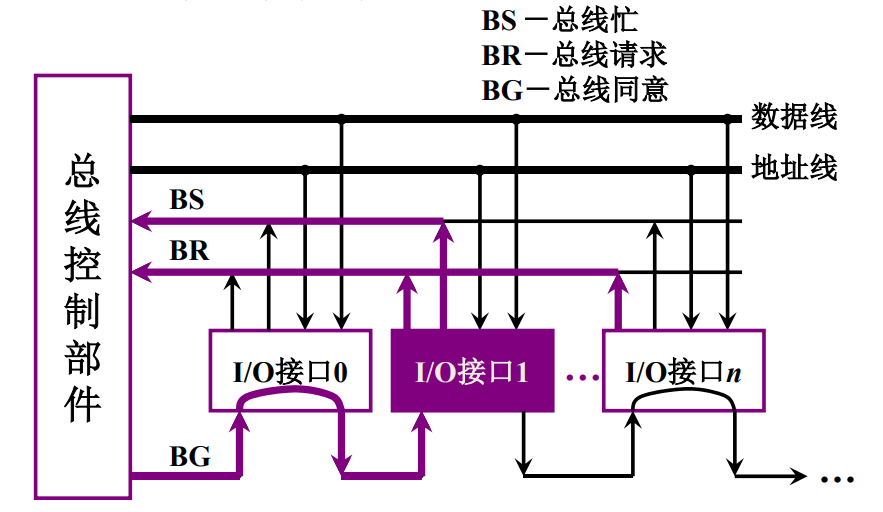 BS－总线忙
BR－总线请求
BG－总线同意
数据线
地址线
总线控制部件
BS
BR
I/O接口0
I/O接口1
…
I/O接口n
BG
…